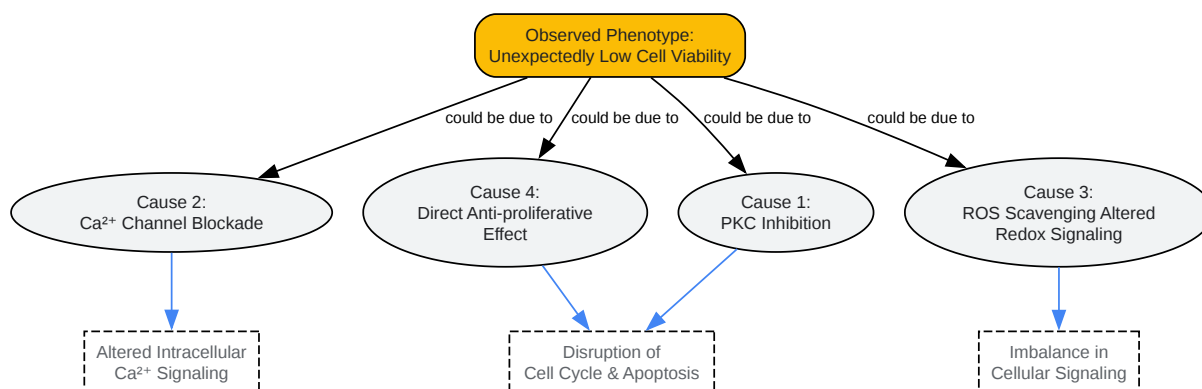 Observed Phenotype:
Unexpectedly Low Cell Viability
could be due to
could be due to
could be due to
could be due to
Cause 2:
Ca²⁺ Channel Blockade
Cause 4:
Direct Anti-proliferative
Effect
Cause 1:
PKC Inhibition
Cause 3:
ROS Scavenging Altered
Redox Signaling
Altered Intracellular
Ca²⁺ Signaling
Disruption of
Cell Cycle & Apoptosis
Imbalance in
Cellular Signaling